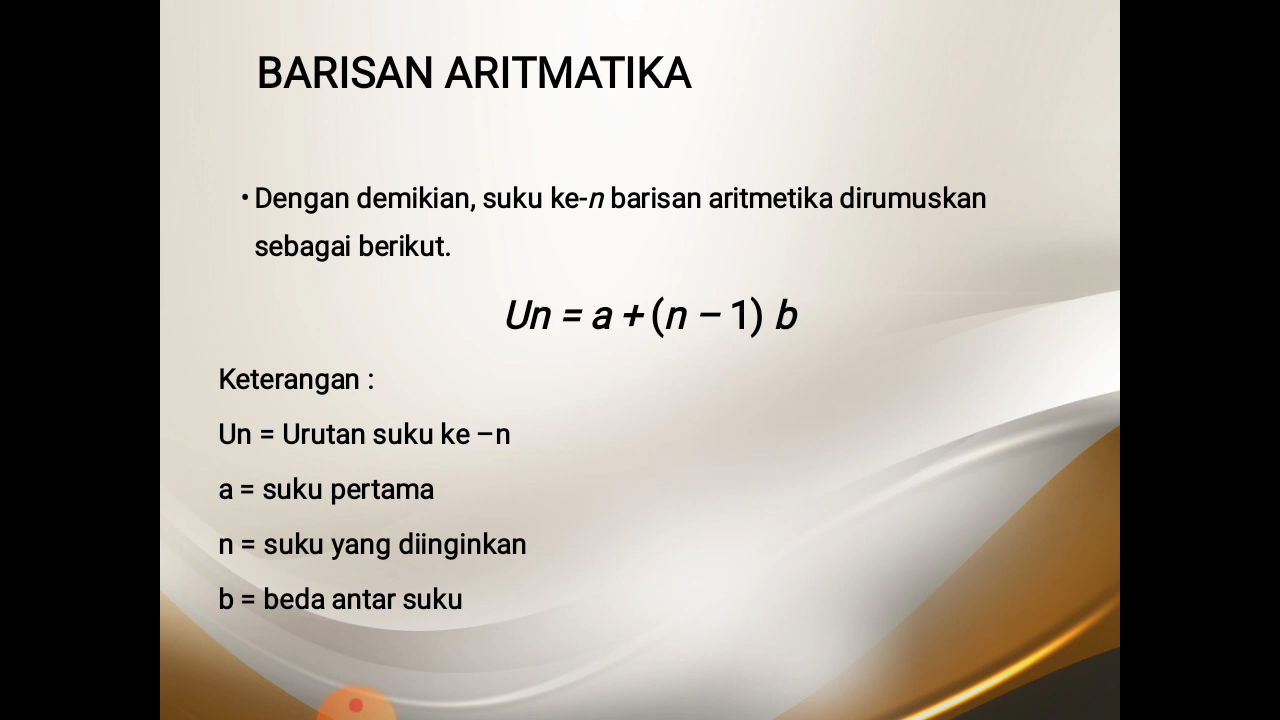 BARISAN ARITMATIKA
• Dengan demikian, suku ke-n barisan aritmetika dirumuskan
sebagai berikut.
Un = a + (n – 1) b
Keterangan :
Un = Urutan suku ke –n
a = suku pertama
n = suku yang diinginkan
b = beda antar suku